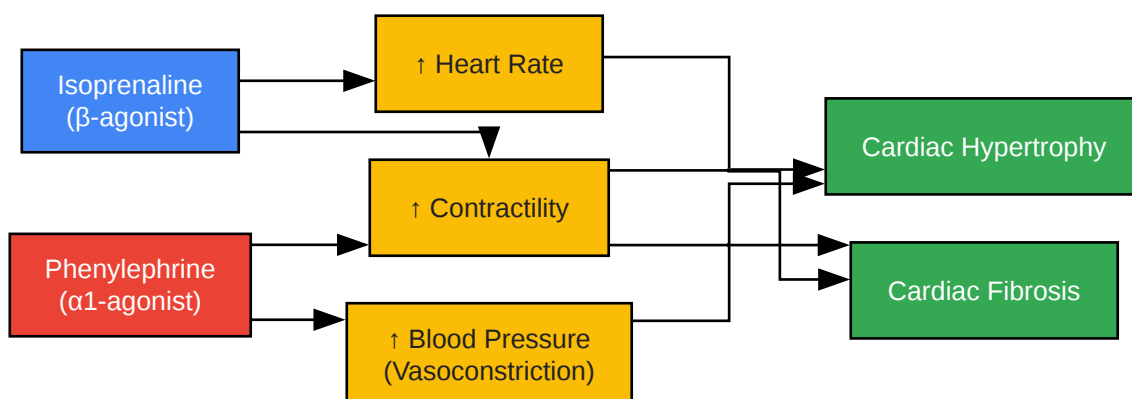 Isoprenaline
(β-agonist)
↑ Heart Rate
↑ Contractility
Phenylephrine
(α1-agonist)
↑ Blood Pressure
(Vasoconstriction)
Cardiac Hypertrophy
Cardiac Fibrosis